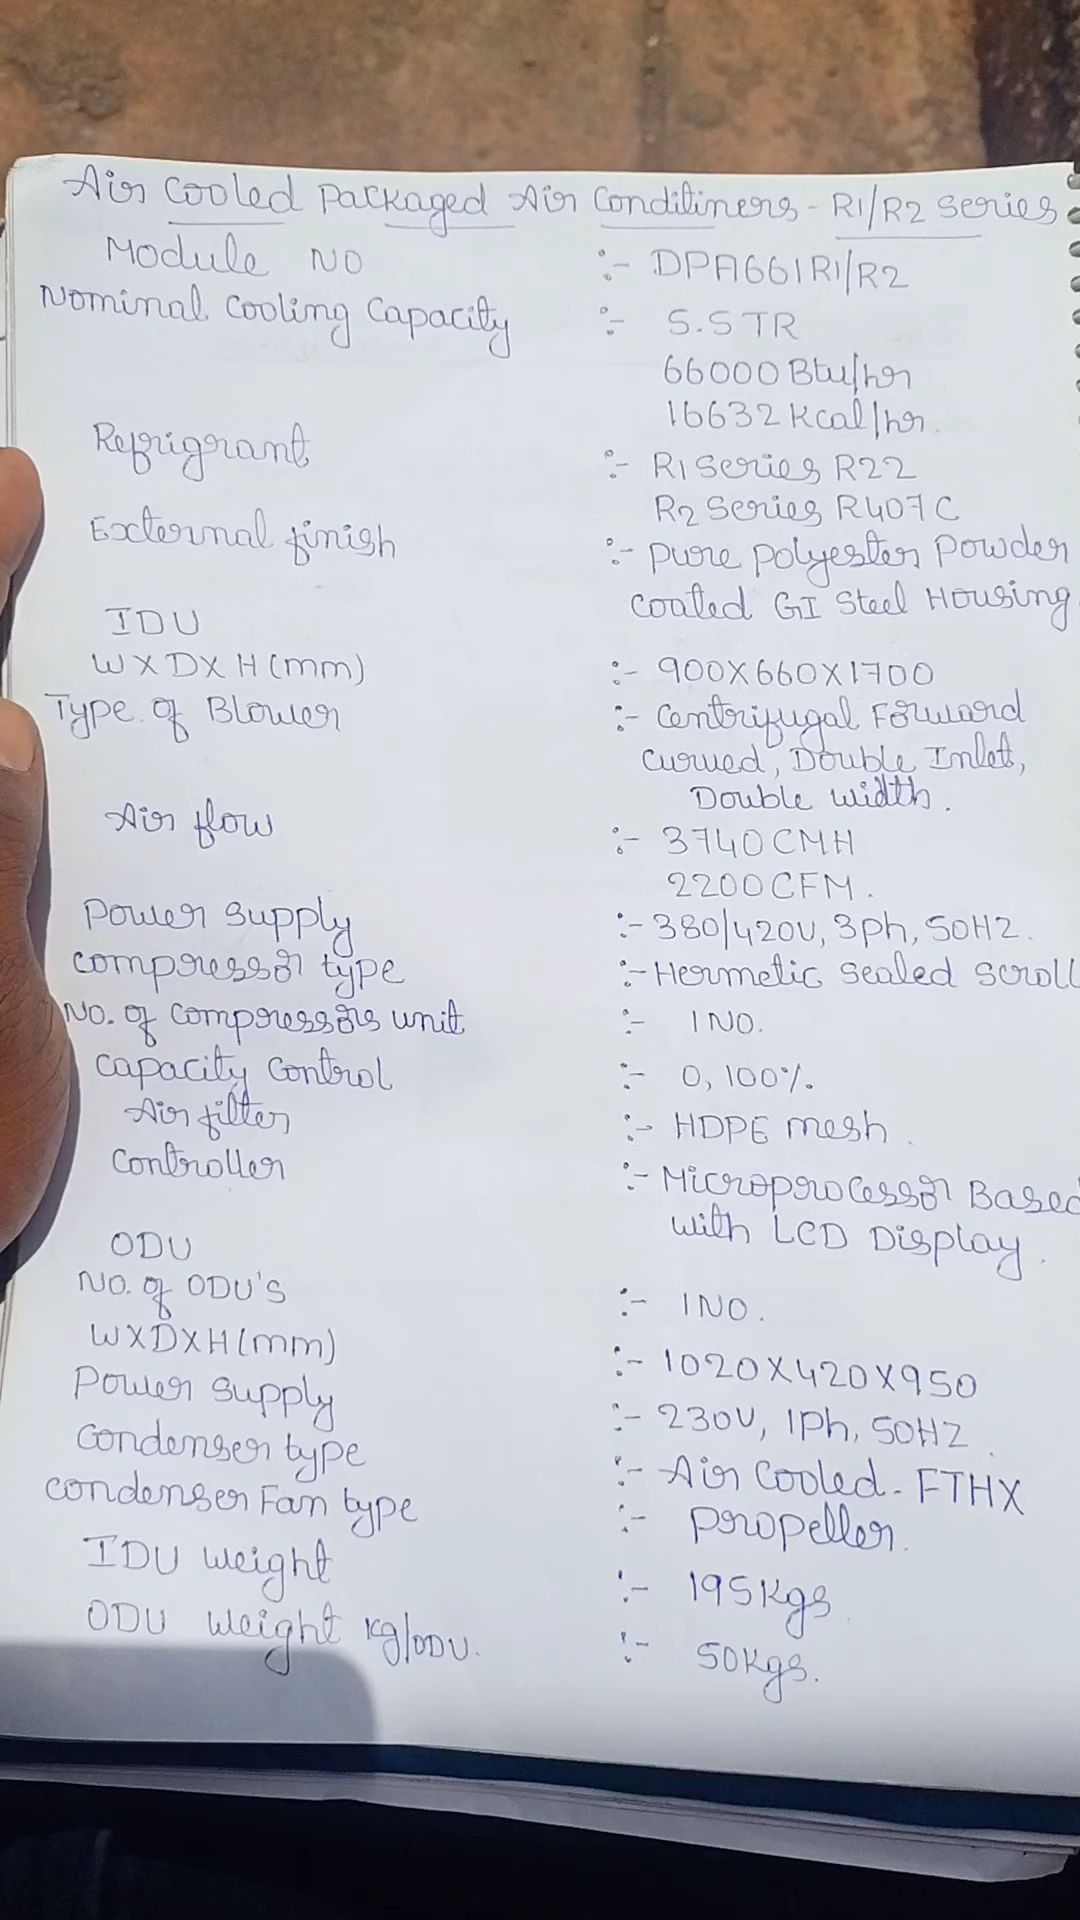 Air Cooled Packaged Air Conditiners - R1/R2 Series
Module NO :- DPA661R1/R2
Nominal Cooling Capacity :- 5.5TR
66000 Btu/hr
16632 Kcal/hr.
Refrigrant :- R1 Series R22
R2 Series R407C
External finish :- Pure polyester Powder
coated GI Steel Housing
IDU
WXDXH(mm) :- 900X660X1700
Type of Blower :- Centrifugal Forward
curved, Double Inlet,
Double width.
Air flow :- 3740CMH
2200CFM.
Power supply :- 380/420V, 3Ph, 50HZ.
compressor type :- Hermetic sealed scroll
NO. of compressors unit :- 1NO.
capacity control :- 0, 100%.
Air filter :- HDPE mesh.
controller :- Microprocessor Based
with LCD Display.
ODU
NO. of ODU'S :- 1NO.
WXDXH(mm) :- 1020X420X950
Power supply :- 230V, 1Ph, 50HZ.
Condenser type :- Air Cooled - FTHX
condenser Fan type :- Propeller.
IDU weight :- 195Kgs
ODU weight kg/ODU. :- 50Kgs.